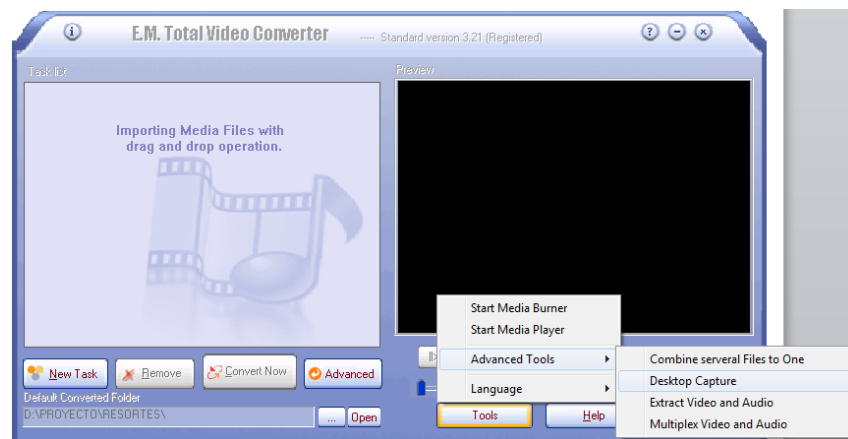 E.M. Total Video Converter ---- Standard version 3.21 (Registered)
Task list
Preview
Importing Media Files with
drag and drop operation.
Start Media Burner
Start Media Player
Advanced Tools
Language
Combine serveral Files to One
Desktop Capture
Extract Video and Audio
Multiplex Video and Audio
New Task
Remove
Convert Now
Advanced
Default Converted Folder
D:\PROYECTO\RESORTES\
...
Open
Tools
Help